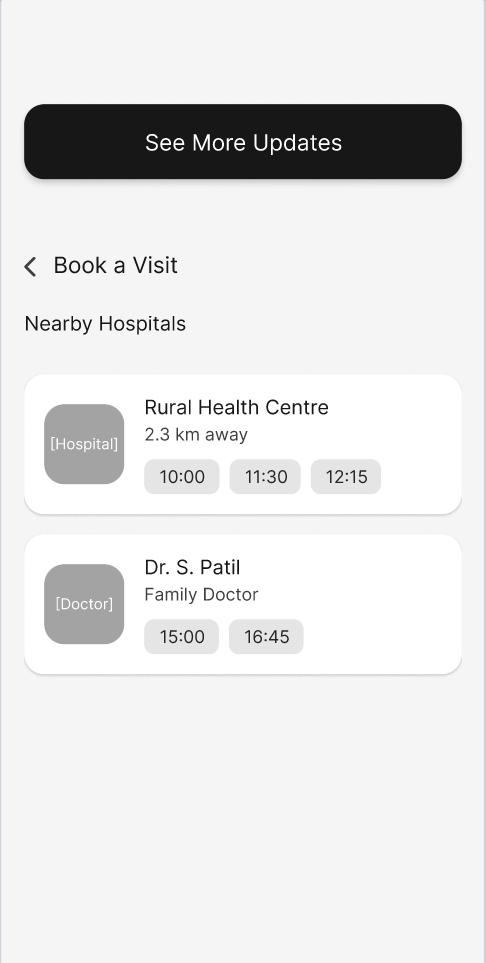 See More Updates
Book a Visit
Nearby Hospitals
[Hospital]
Rural Health Centre
2.3 km away
10:00 11:30 12:15
[Doctor]
Dr. S. Patil
Family Doctor
15:00 16:45